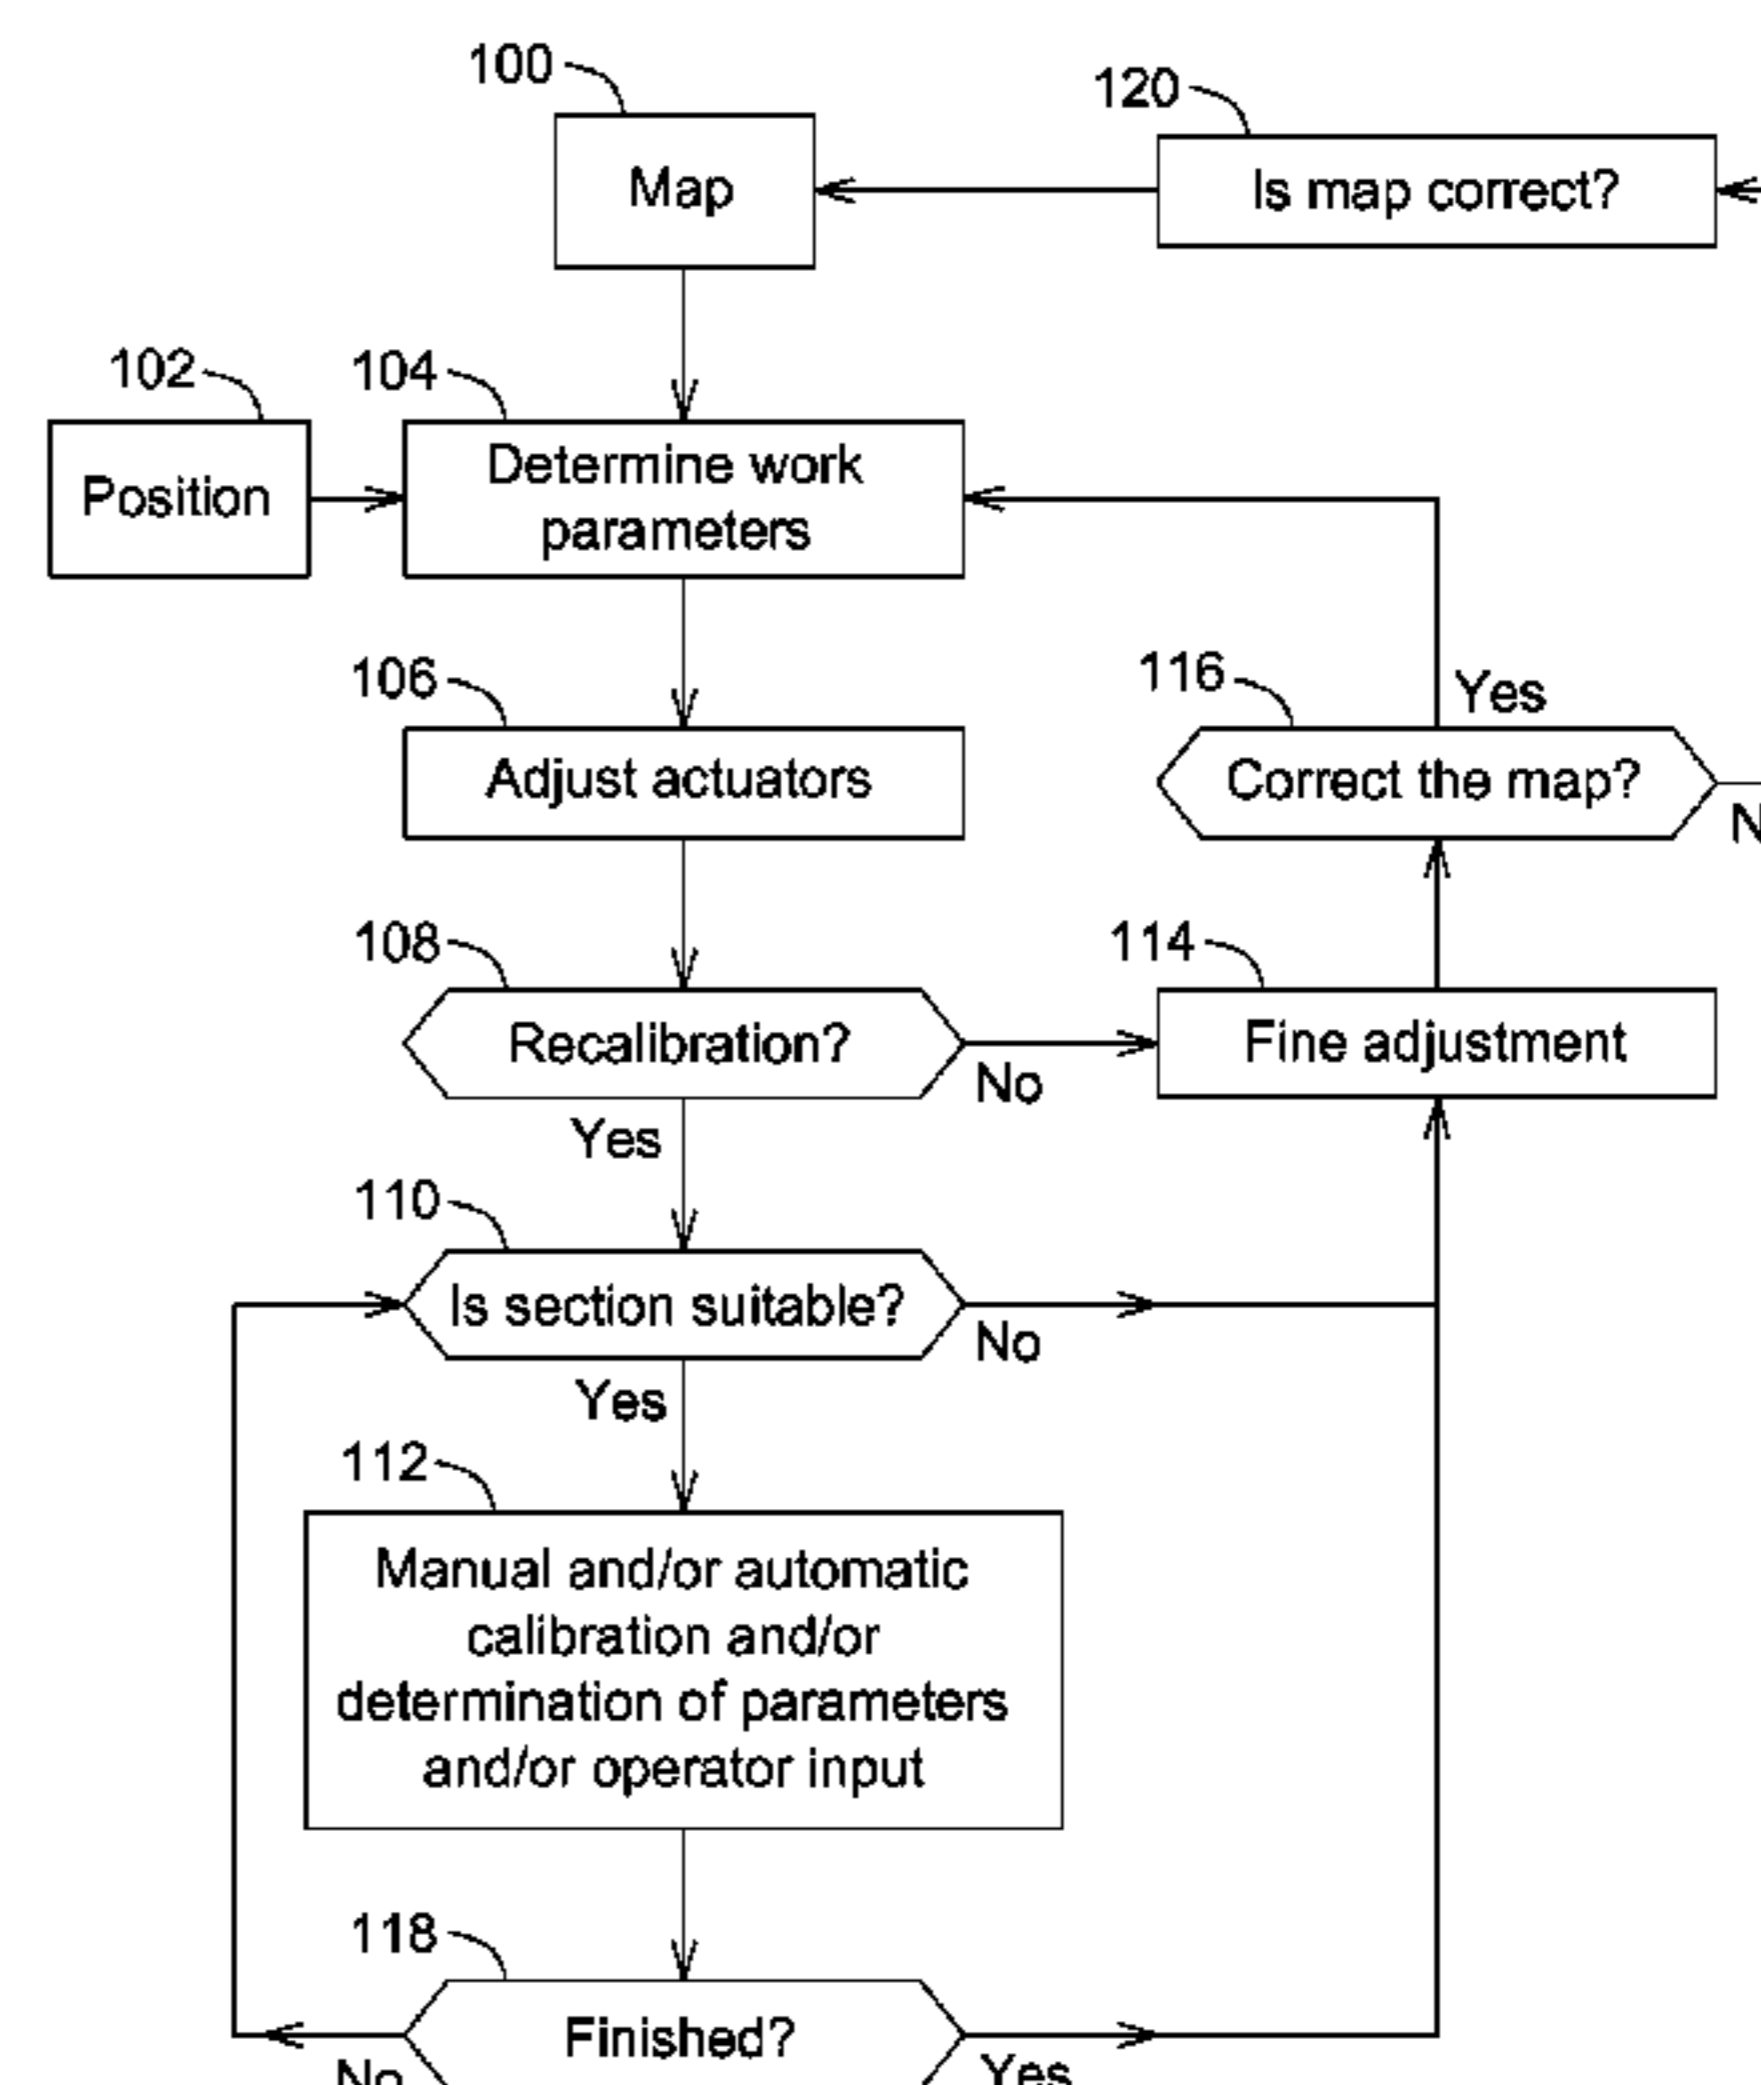 100
120
Map
Is map correct?
102
104
Position
Determine work
parameters
106
116
Yes
Adjust actuators
Correct the map?
108
114
Recalibration?
Fine adjustment
No
Yes
110
Is section suitable?
No
Yes
112
Manual and/or automatic
calibration and/or
determination of parameters
and/or operator input
118
Finished?
No
Yes